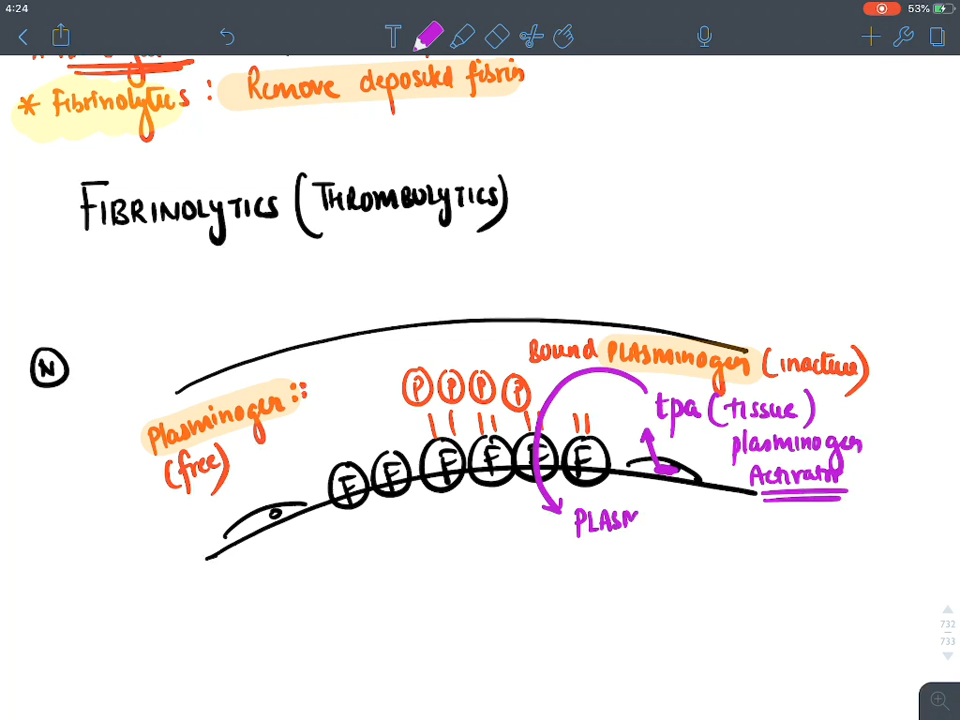 4:24
53%
T
* Fibrinolytics : Remove deposited fibrin
FIBRINOLYTICS (THROMBOLYTICS)
N
Bound PLASMINOGEN (inactive)
P P P P
Plasminogen
(free)
tpa (tissue)
plasminogen
Activator
F F F F F F
PLASM
732
733